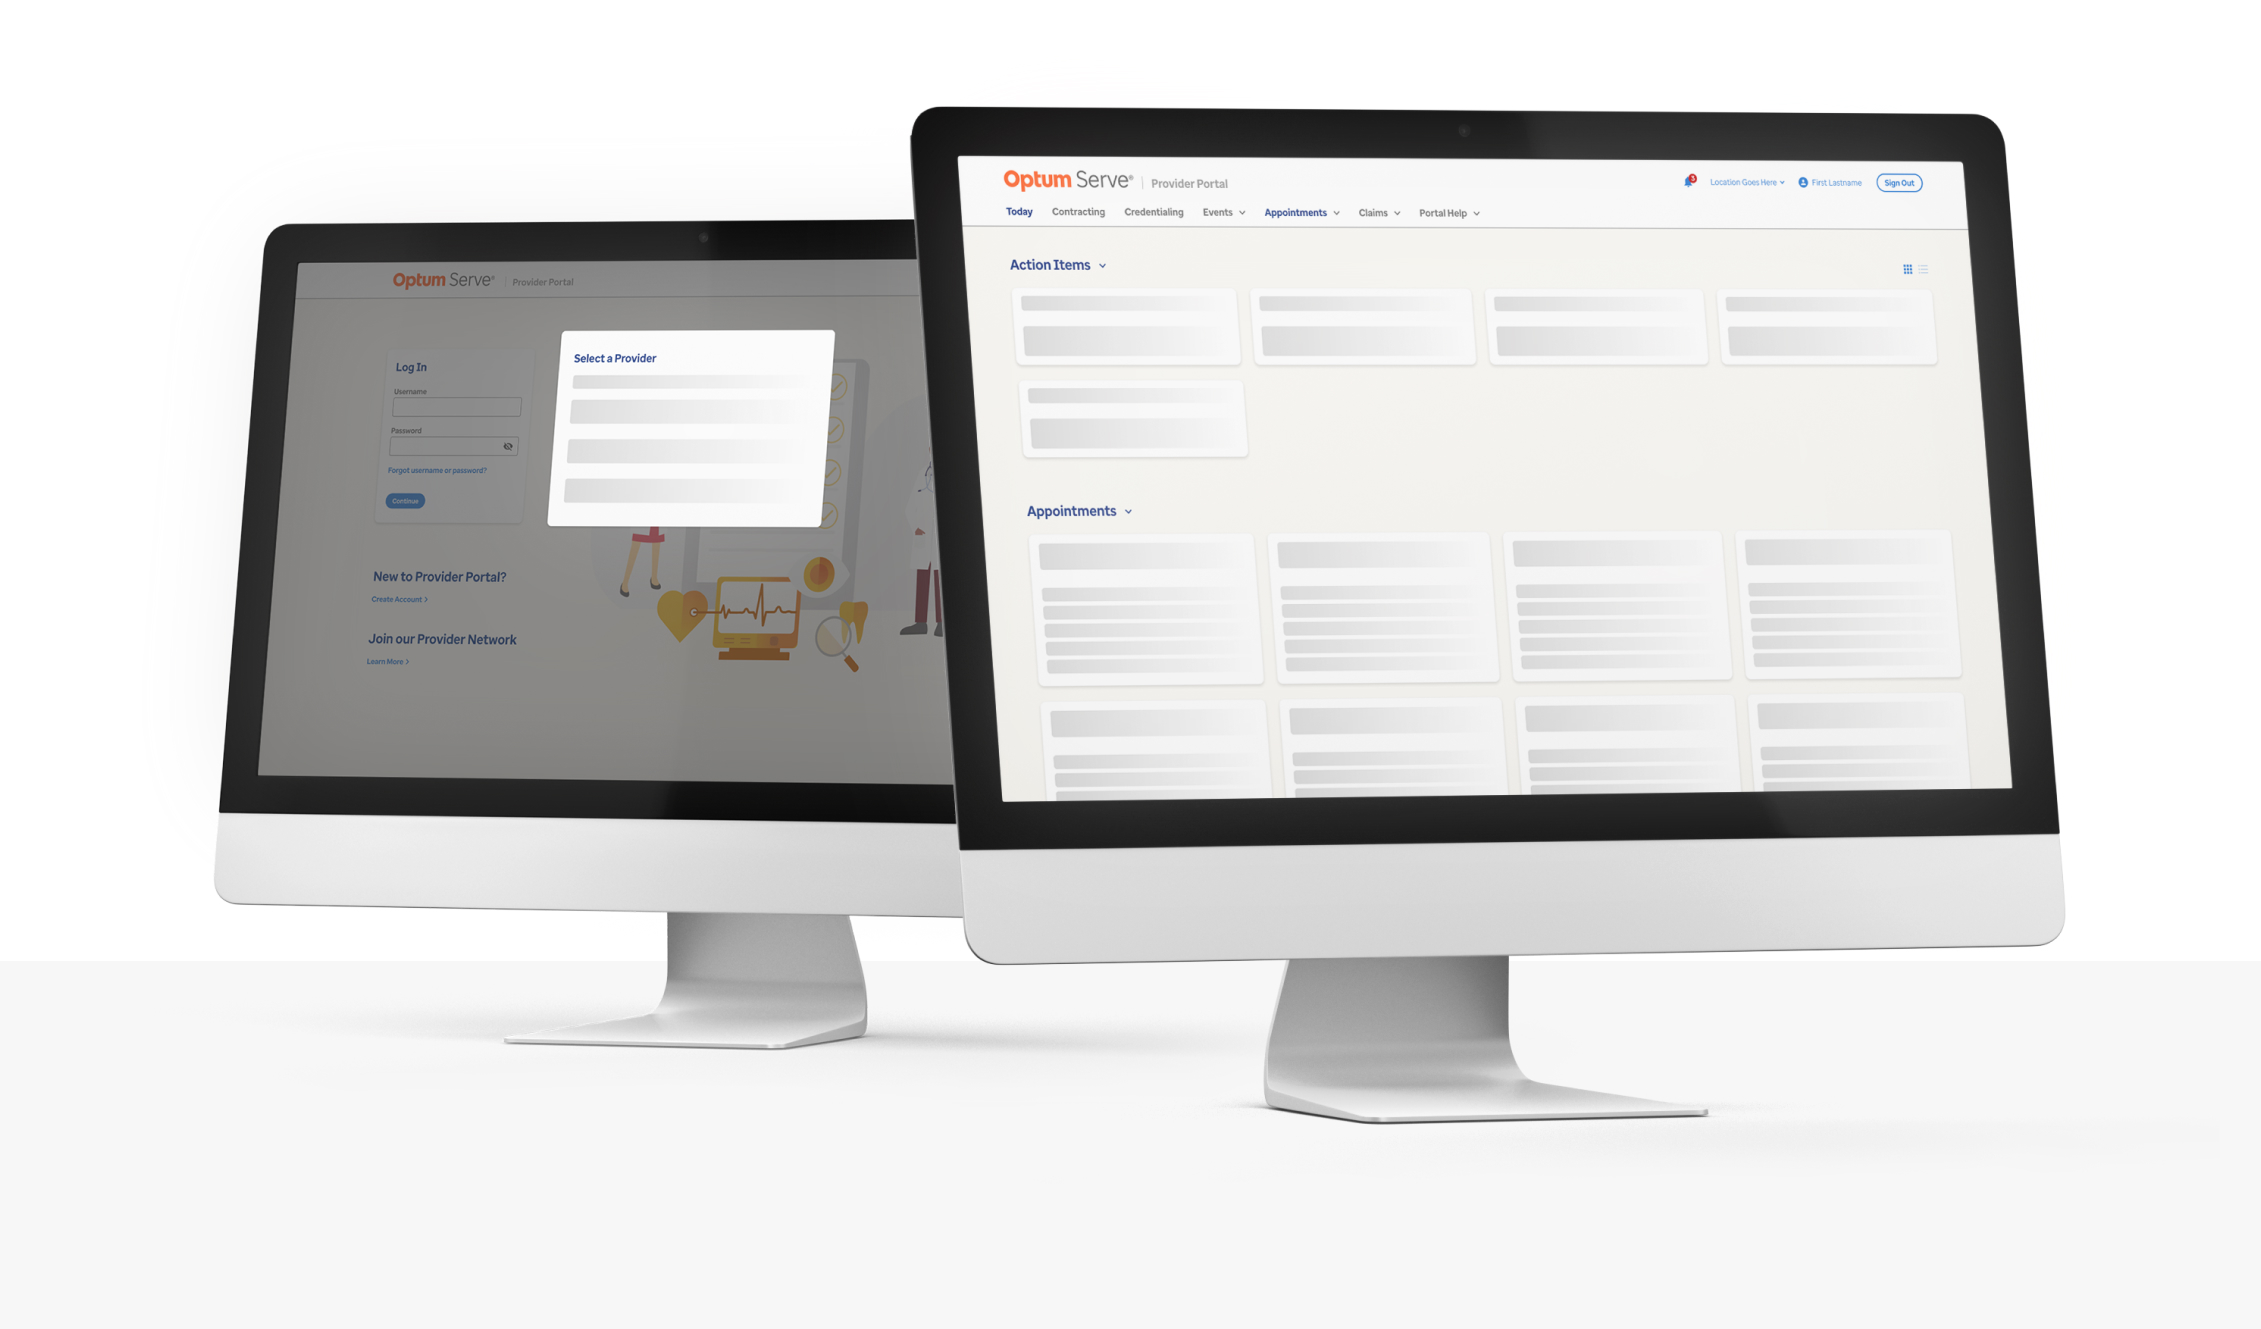 Optum Serve® | Provider Portal
Log In
Username
Password
Forgot username or password?
Continue
New to Provider Portal?
Create Account >
Join our Provider Network
Learn More >
Select a Provider
Optum Serve® | Provider Portal
3
Location Goes Here
First Lastname
Sign Out
Today Contracting Credentialing Events Appointments Claims Portal Help
Action Items
Appointments